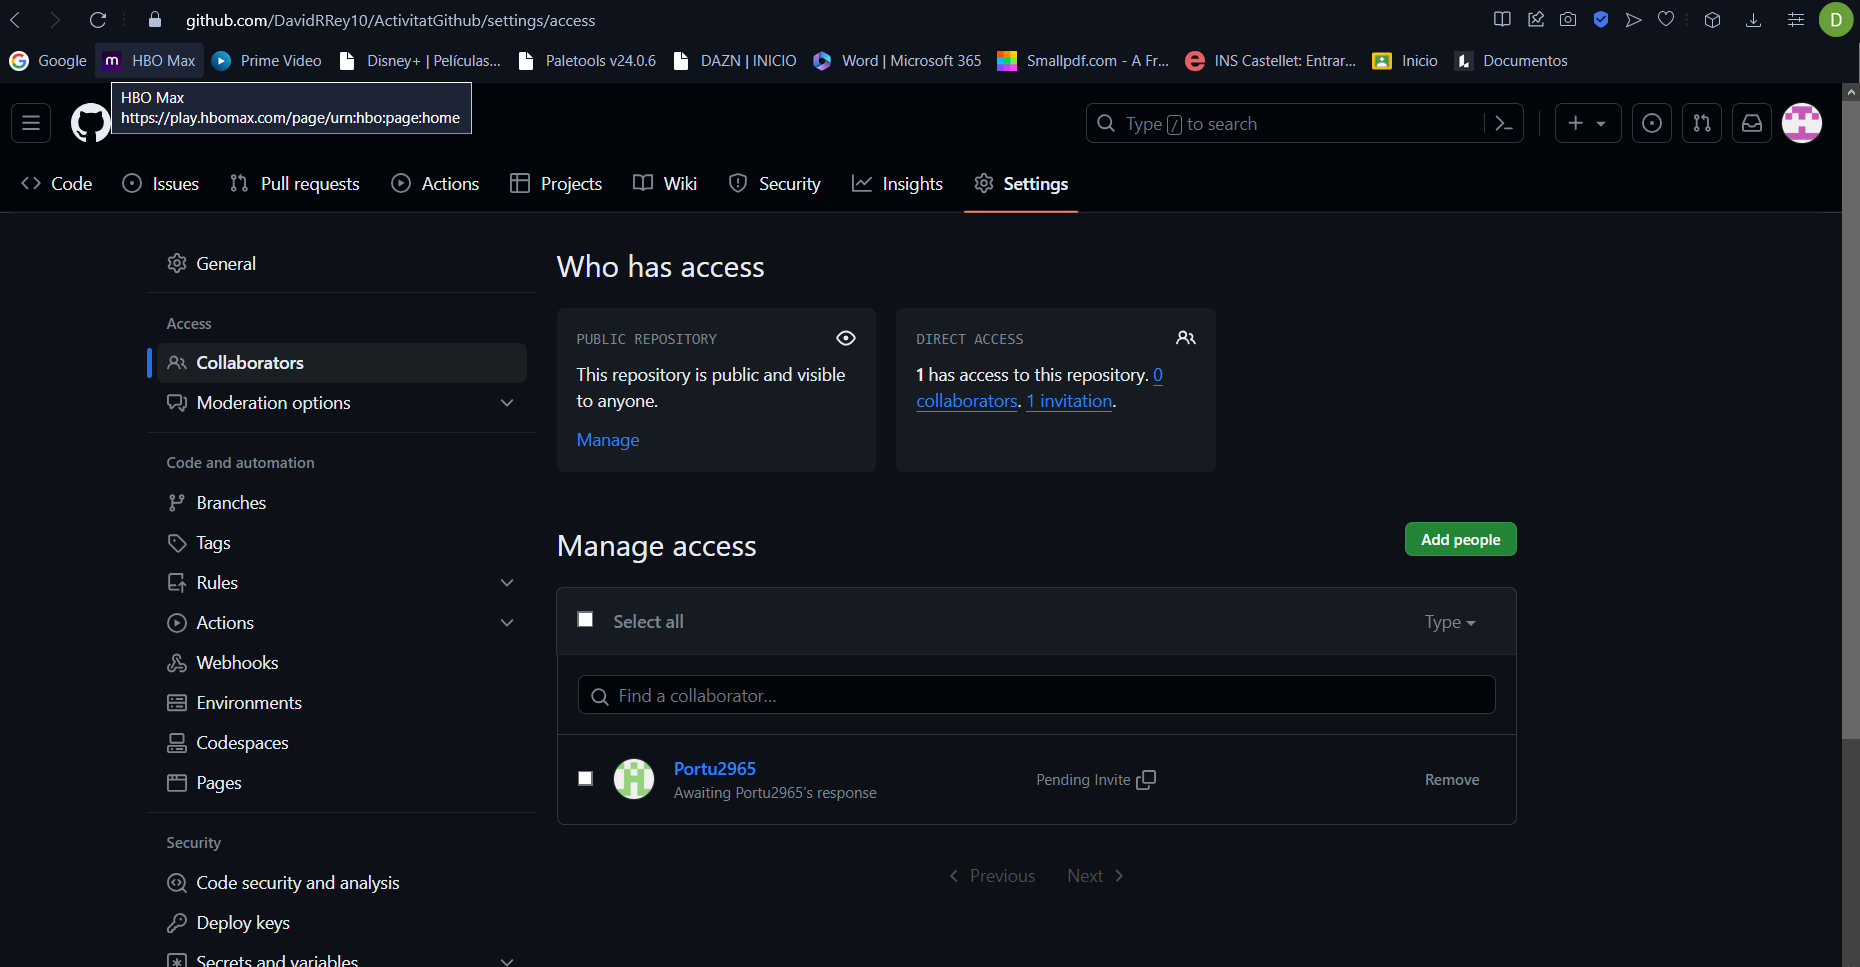 github.com/DavidRRey10/ActivitatGithub/settings/access
D
Google HBO Max Prime Video Disney+ | Películas... Paletools v24.0.6 DAZN | INICIO Word | Microsoft 365 Smallpdf.com - A Fr... INS Castellet: Entrar... Inicio Documentos
HBO Max
https://play.hbomax.com/page/urn:hbo:page:home
Type / to search
Code Issues Pull requests Actions Projects Wiki Security Insights Settings
General
Access
Collaborators
Moderation options
Code and automation
Branches
Tags
Rules
Actions
Webhooks
Environments
Codespaces
Pages
Security
Code security and analysis
Deploy keys
Secrets and variables
Who has access
PUBLIC REPOSITORY
This repository is public and visible
to anyone.
Manage
DIRECT ACCESS
1 has access to this repository. 0
collaborators. 1 invitation.
Manage access
Add people
Select all
Type
Find a collaborator...
Portu2965
Awaiting Portu2965's response
Pending Invite
Remove
Previous Next